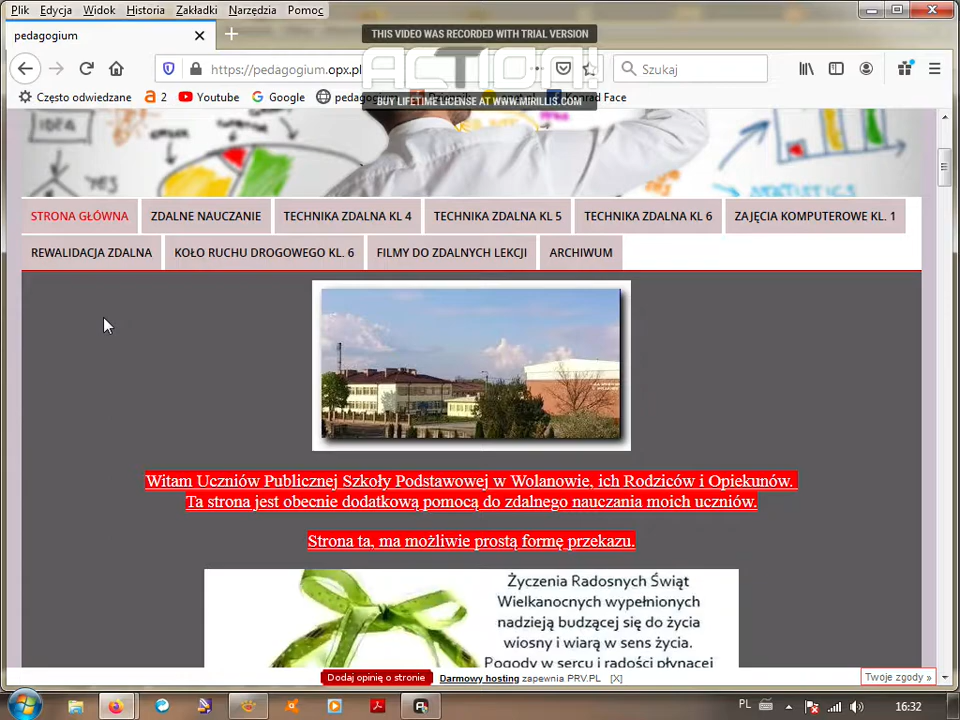 Plik Edycja Widok Historia Zakładki Narzędzia Pomoc
pedagogium
THIS VIDEO WAS RECORDED WITH TRIAL VERSION
ACTION!
https://pedagogium.opx.pl
Szukaj
BUY LIFETIME LICENSE AT WWW.MIRILLIS.COM
Często odwiedzane 2 Youtube Google Face
IDEA
YES
STATISTICS
STRONA GŁÓWNA ZDALNE NAUCZANIE TECHNIKA ZDALNA KL 4 TECHNIKA ZDALNA KL 5 TECHNIKA ZDALNA KL 6 ZAJĘCIA KOMPUTEROWE KL. 1
REWALIDACJA ZDALNA KOŁO RUCHU DROGOWEGO KL. 6 FILMY DO ZDALNYCH LEKCJI ARCHIWUM
Witam Uczniów Publicznej Szkoły Podstawowej w Wolanowie, ich Rodziców i Opiekunów.
Ta strona jest obecnie dodatkową pomocą do zdalnego nauczania moich uczniów.
Strona ta, ma możliwie prostą formę przekazu.
Życzenia Radosnych Świąt
Wielkanocnych wypełnionych
nadzieją budzącej się do życia
wiosny i wiarą w sens życia.
Pogody w sercu i radości płynącej
Dodaj opinię o stronie Darmowy hosting zapewnia PRV.PL [X] Twoje zgody »
PL 16:32